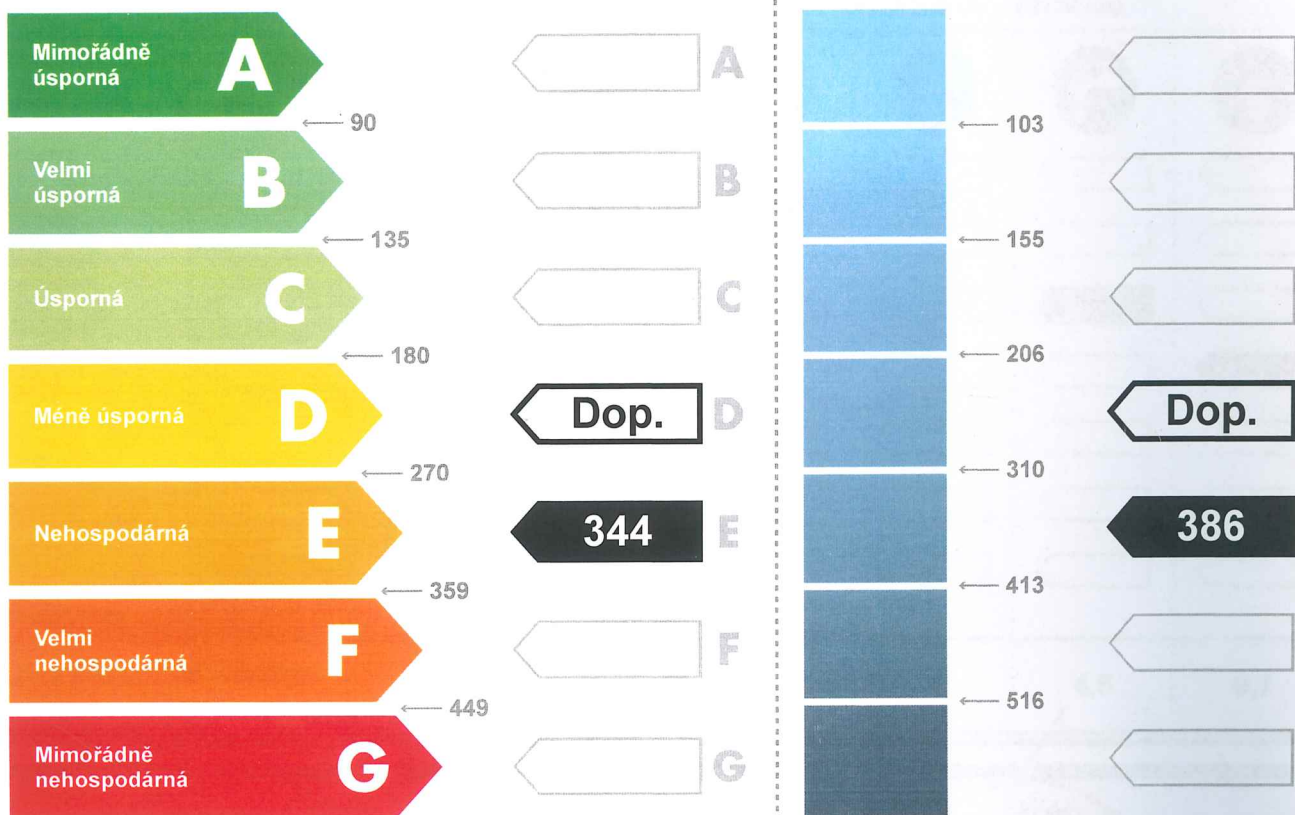 Mimořádně
úsporná
A
A
90
103
Velmi
úsporná
B
B
135
155
Úsporná
C
C
180
206
Méně úsporná
D
Dop.
D
Dop.
270
310
Nehospodárná
E
344
E
386
359
413
Velmi
nehospodárná
F
F
449
516
Mimořádně
nehospodárná
G
G